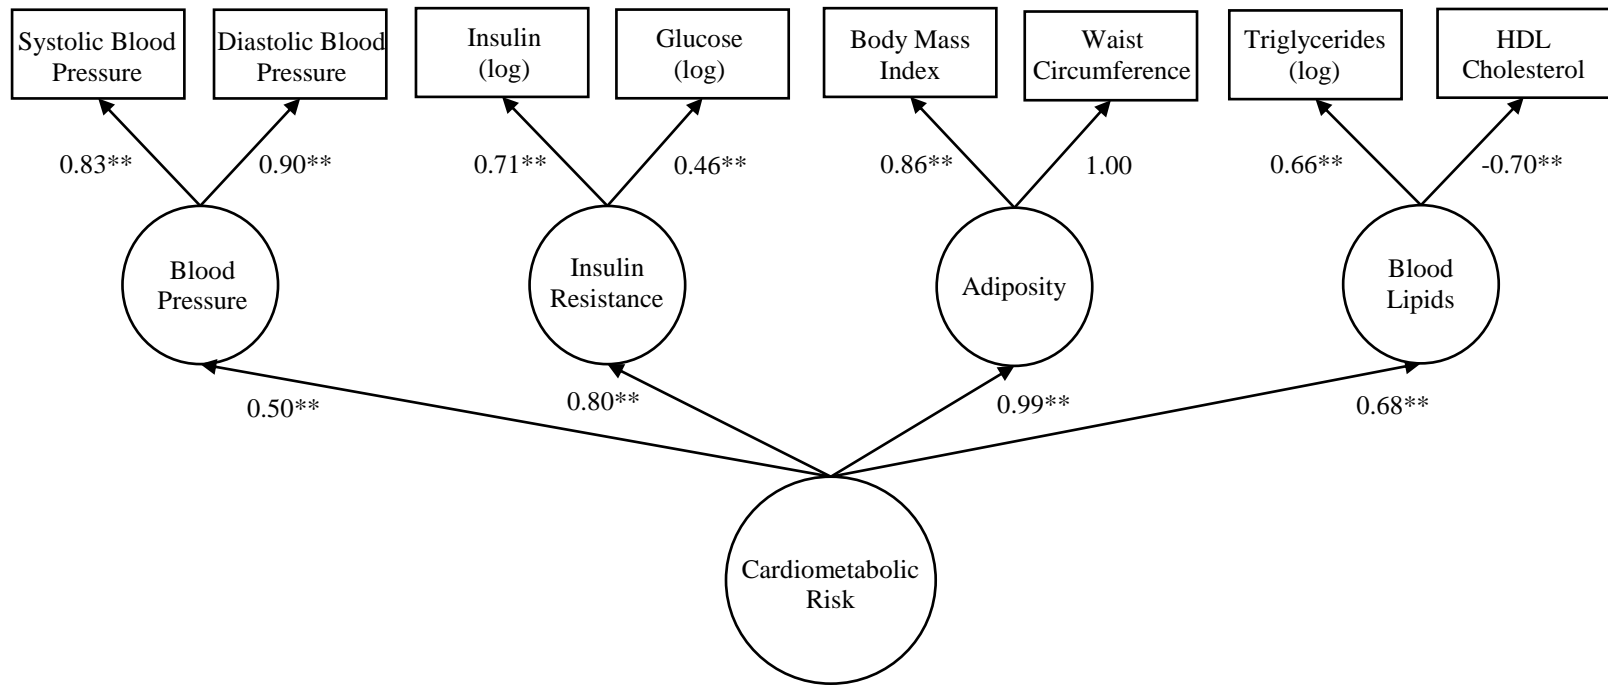 Systolic Blood
Pressure
Diastolic Blood
Pressure
Insulin
(log)
Glucose
(log)
Body Mass
Index
Waist
Circumference
Triglycerides
(log)
HDL
Cholesterol
0.83**
0.90**
0.71**
0.46**
0.86**
1.00
0.66**
-0.70**
Blood
Pressure
Insulin
Resistance
Adiposity
Blood
Lipids
0.50**
0.80**
0.99**
0.68**
Cardiometabolic
Risk